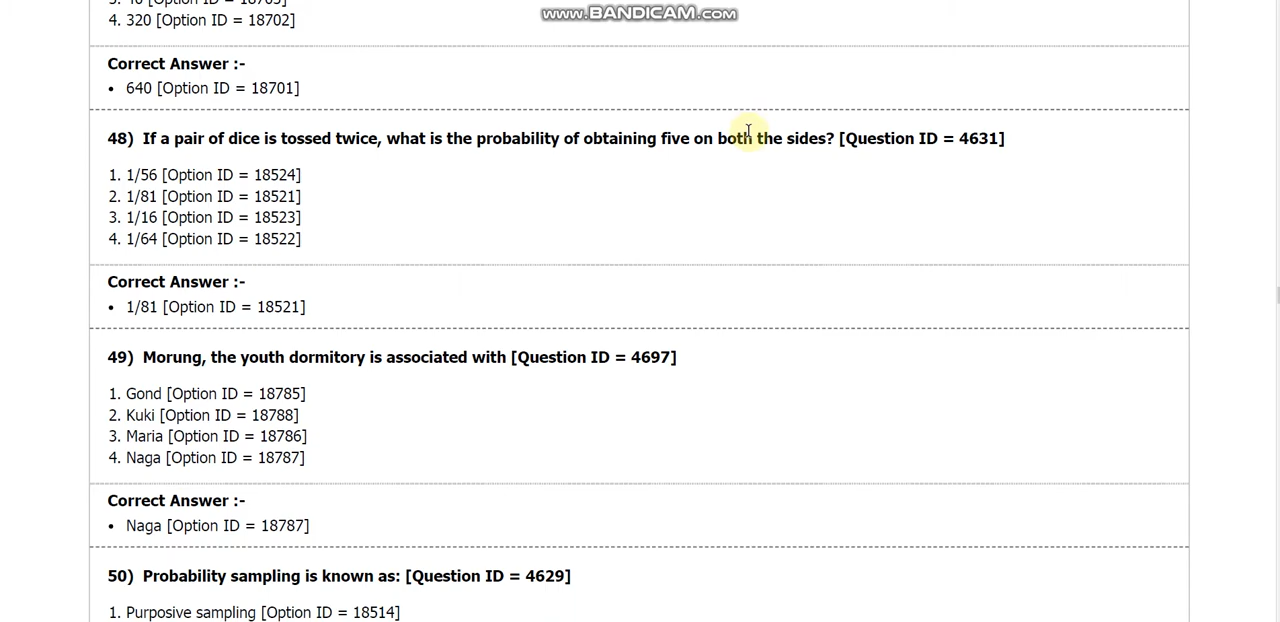 www.BANDICAM.com
4. 320 [Option ID = 18702]
Correct Answer :-
• 640 [Option ID = 18701]
48) If a pair of dice is tossed twice, what is the probability of obtaining five on both the sides? [Question ID = 4631]
1. 1/56 [Option ID = 18524]
2. 1/81 [Option ID = 18521]
3. 1/16 [Option ID = 18523]
4. 1/64 [Option ID = 18522]
Correct Answer :-
• 1/81 [Option ID = 18521]
49) Morung, the youth dormitory is associated with [Question ID = 4697]
1. Gond [Option ID = 18785]
2. Kuki [Option ID = 18788]
3. Maria [Option ID = 18786]
4. Naga [Option ID = 18787]
Correct Answer :-
• Naga [Option ID = 18787]
50) Probability sampling is known as: [Question ID = 4629]
1. Purposive sampling [Option ID = 18514]